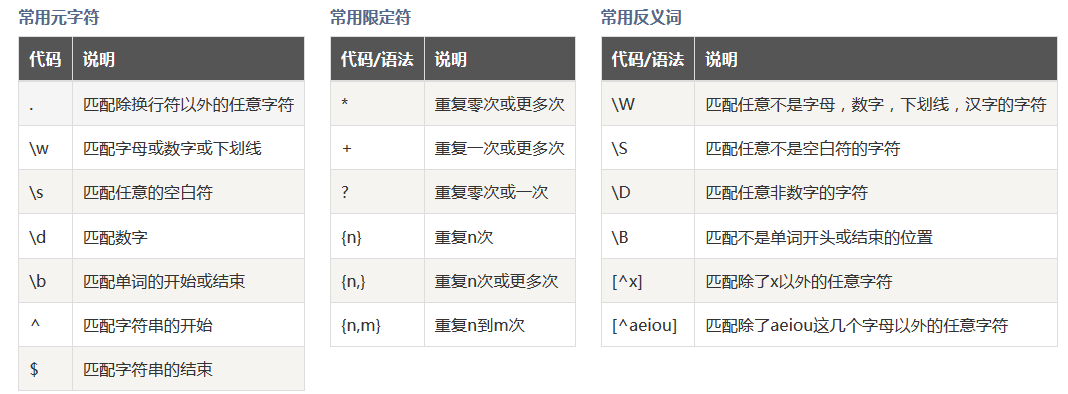 常用元字符
代码 说明
. 匹配除换行符以外的任意字符
\w 匹配字母或数字或下划线
\s 匹配任意的空白符
\d 匹配数字
\b 匹配单词的开始或结束
^ 匹配字符串的开始
$ 匹配字符串的结束
常用限定符
代码/语法 说明
* 重复零次或更多次
+ 重复一次或更多次
? 重复零次或一次
{n} 重复n次
{n,} 重复n次或更多次
{n,m} 重复n到m次
常用反义词
代码/语法 说明
\W 匹配任意不是字母，数字，下划线，汉字的字符
\S 匹配任意不是空白符的字符
\D 匹配任意非数字的字符
\B 匹配不是单词开头或结束的位置
[^x] 匹配除了x以外的任意字符
[^aeiou] 匹配除了aeiou这几个字母以外的任意字符